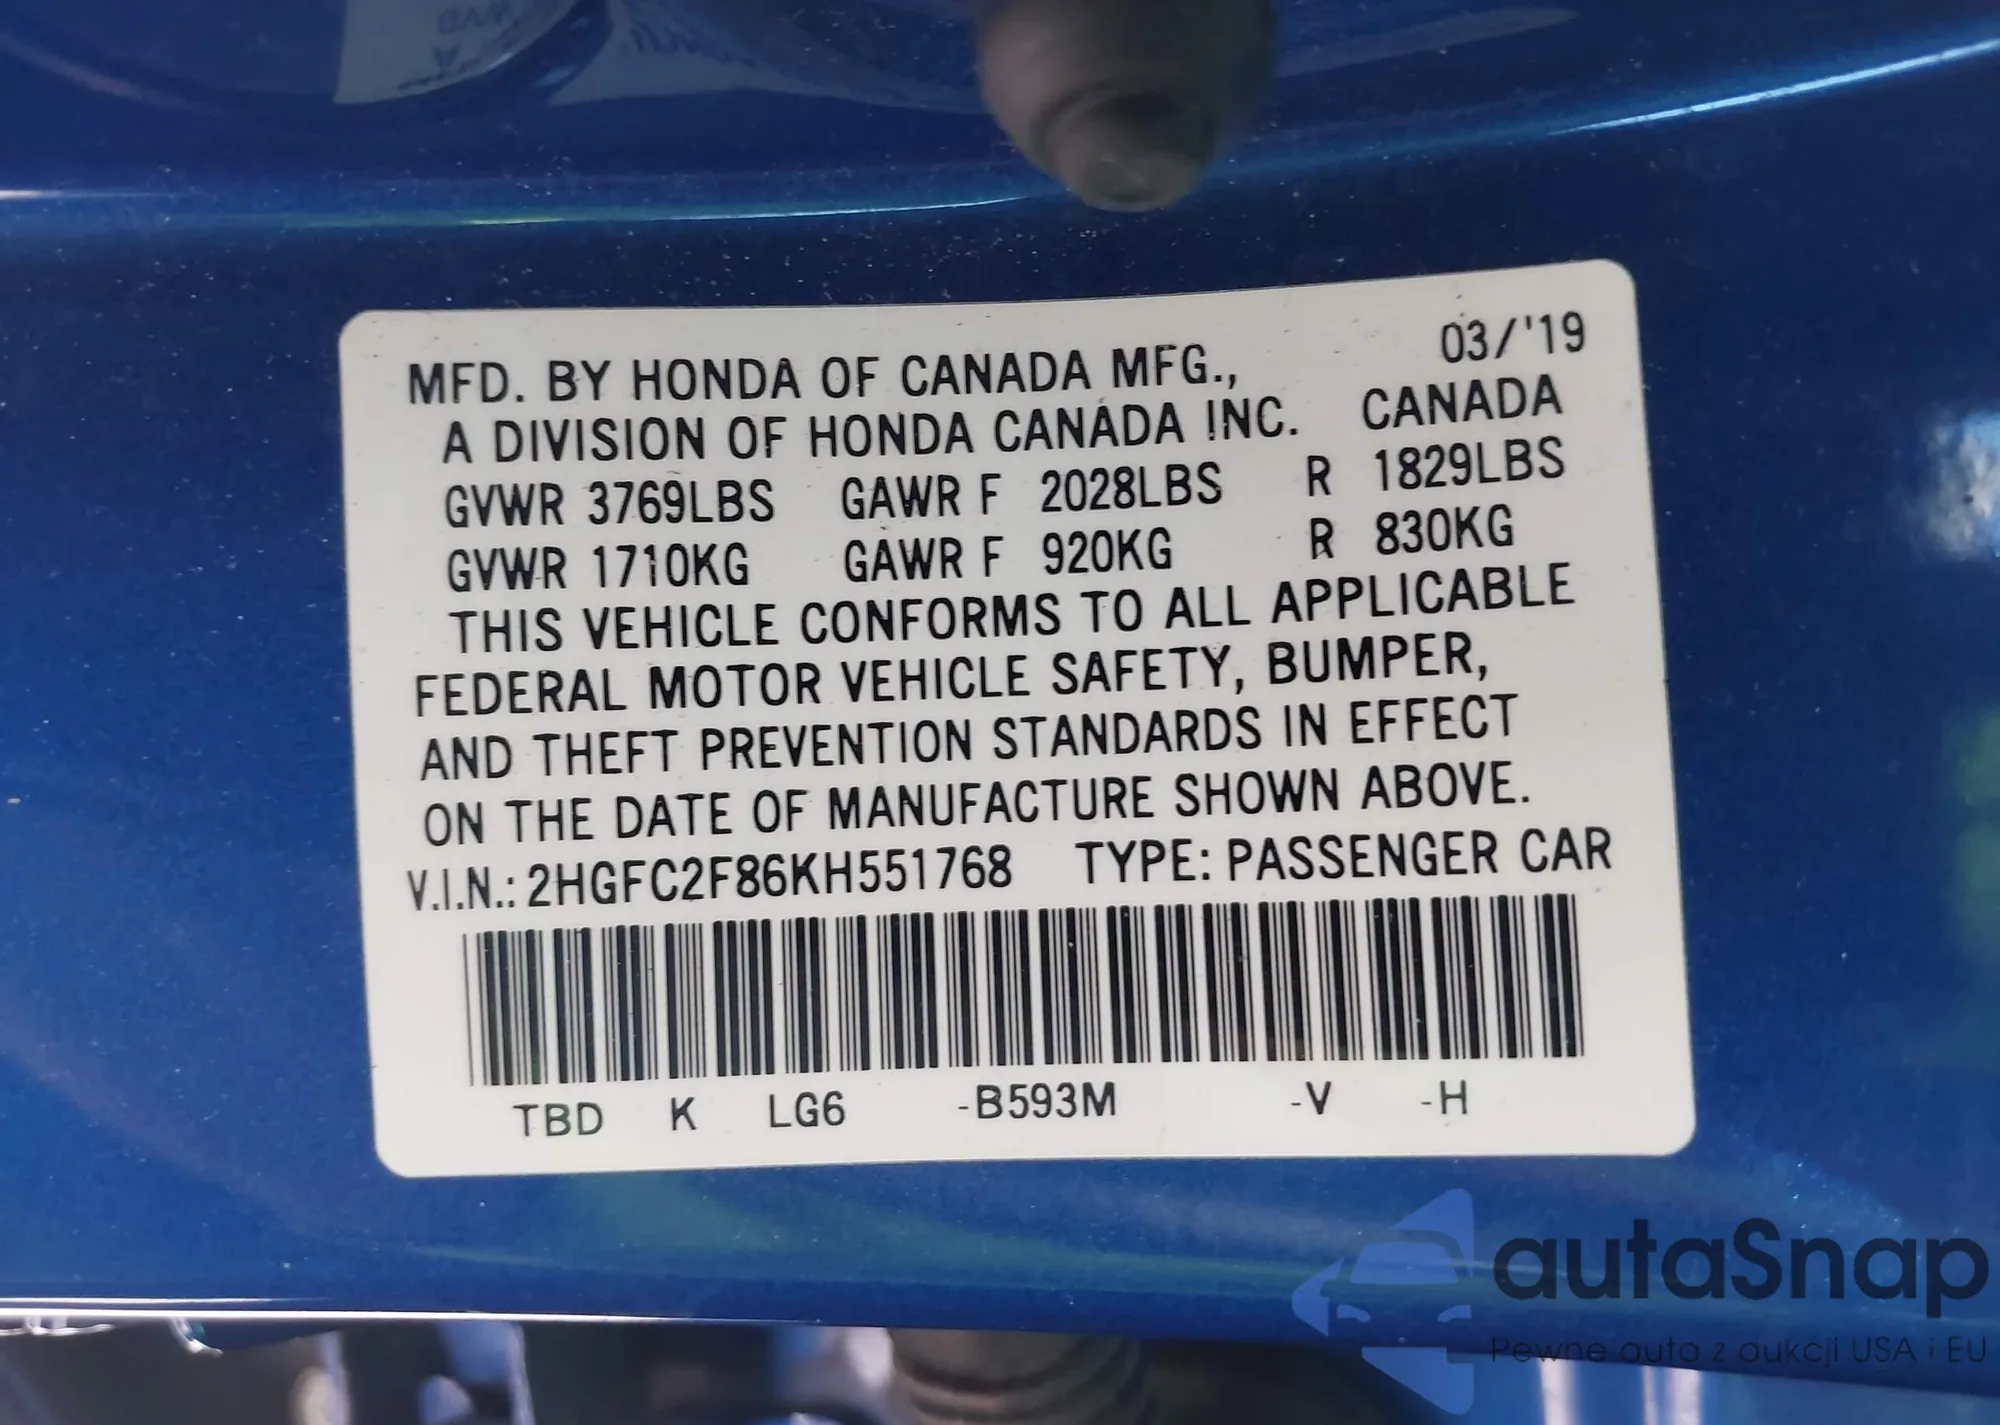 03/'19
MFD. BY HONDA OF CANADA MFG.,
A DIVISION OF HONDA CANADA INC. CANADA
GVWR 3769LBS GAWR F 2028LBS R 1829LBS
GVWR 1710KG GAWR F 920KG R 830KG
THIS VEHICLE CONFORMS TO ALL APPLICABLE
FEDERAL MOTOR VEHICLE SAFETY, BUMPER,
AND THEFT PREVENTION STANDARDS IN EFFECT
ON THE DATE OF MANUFACTURE SHOWN ABOVE.
V.I.N.: 2HGFC2F86KH551768 TYPE: PASSENGER CAR
TBD K LG6 -B593M -V -H
autaSnap
Pewne auta z aukcji USA i EU